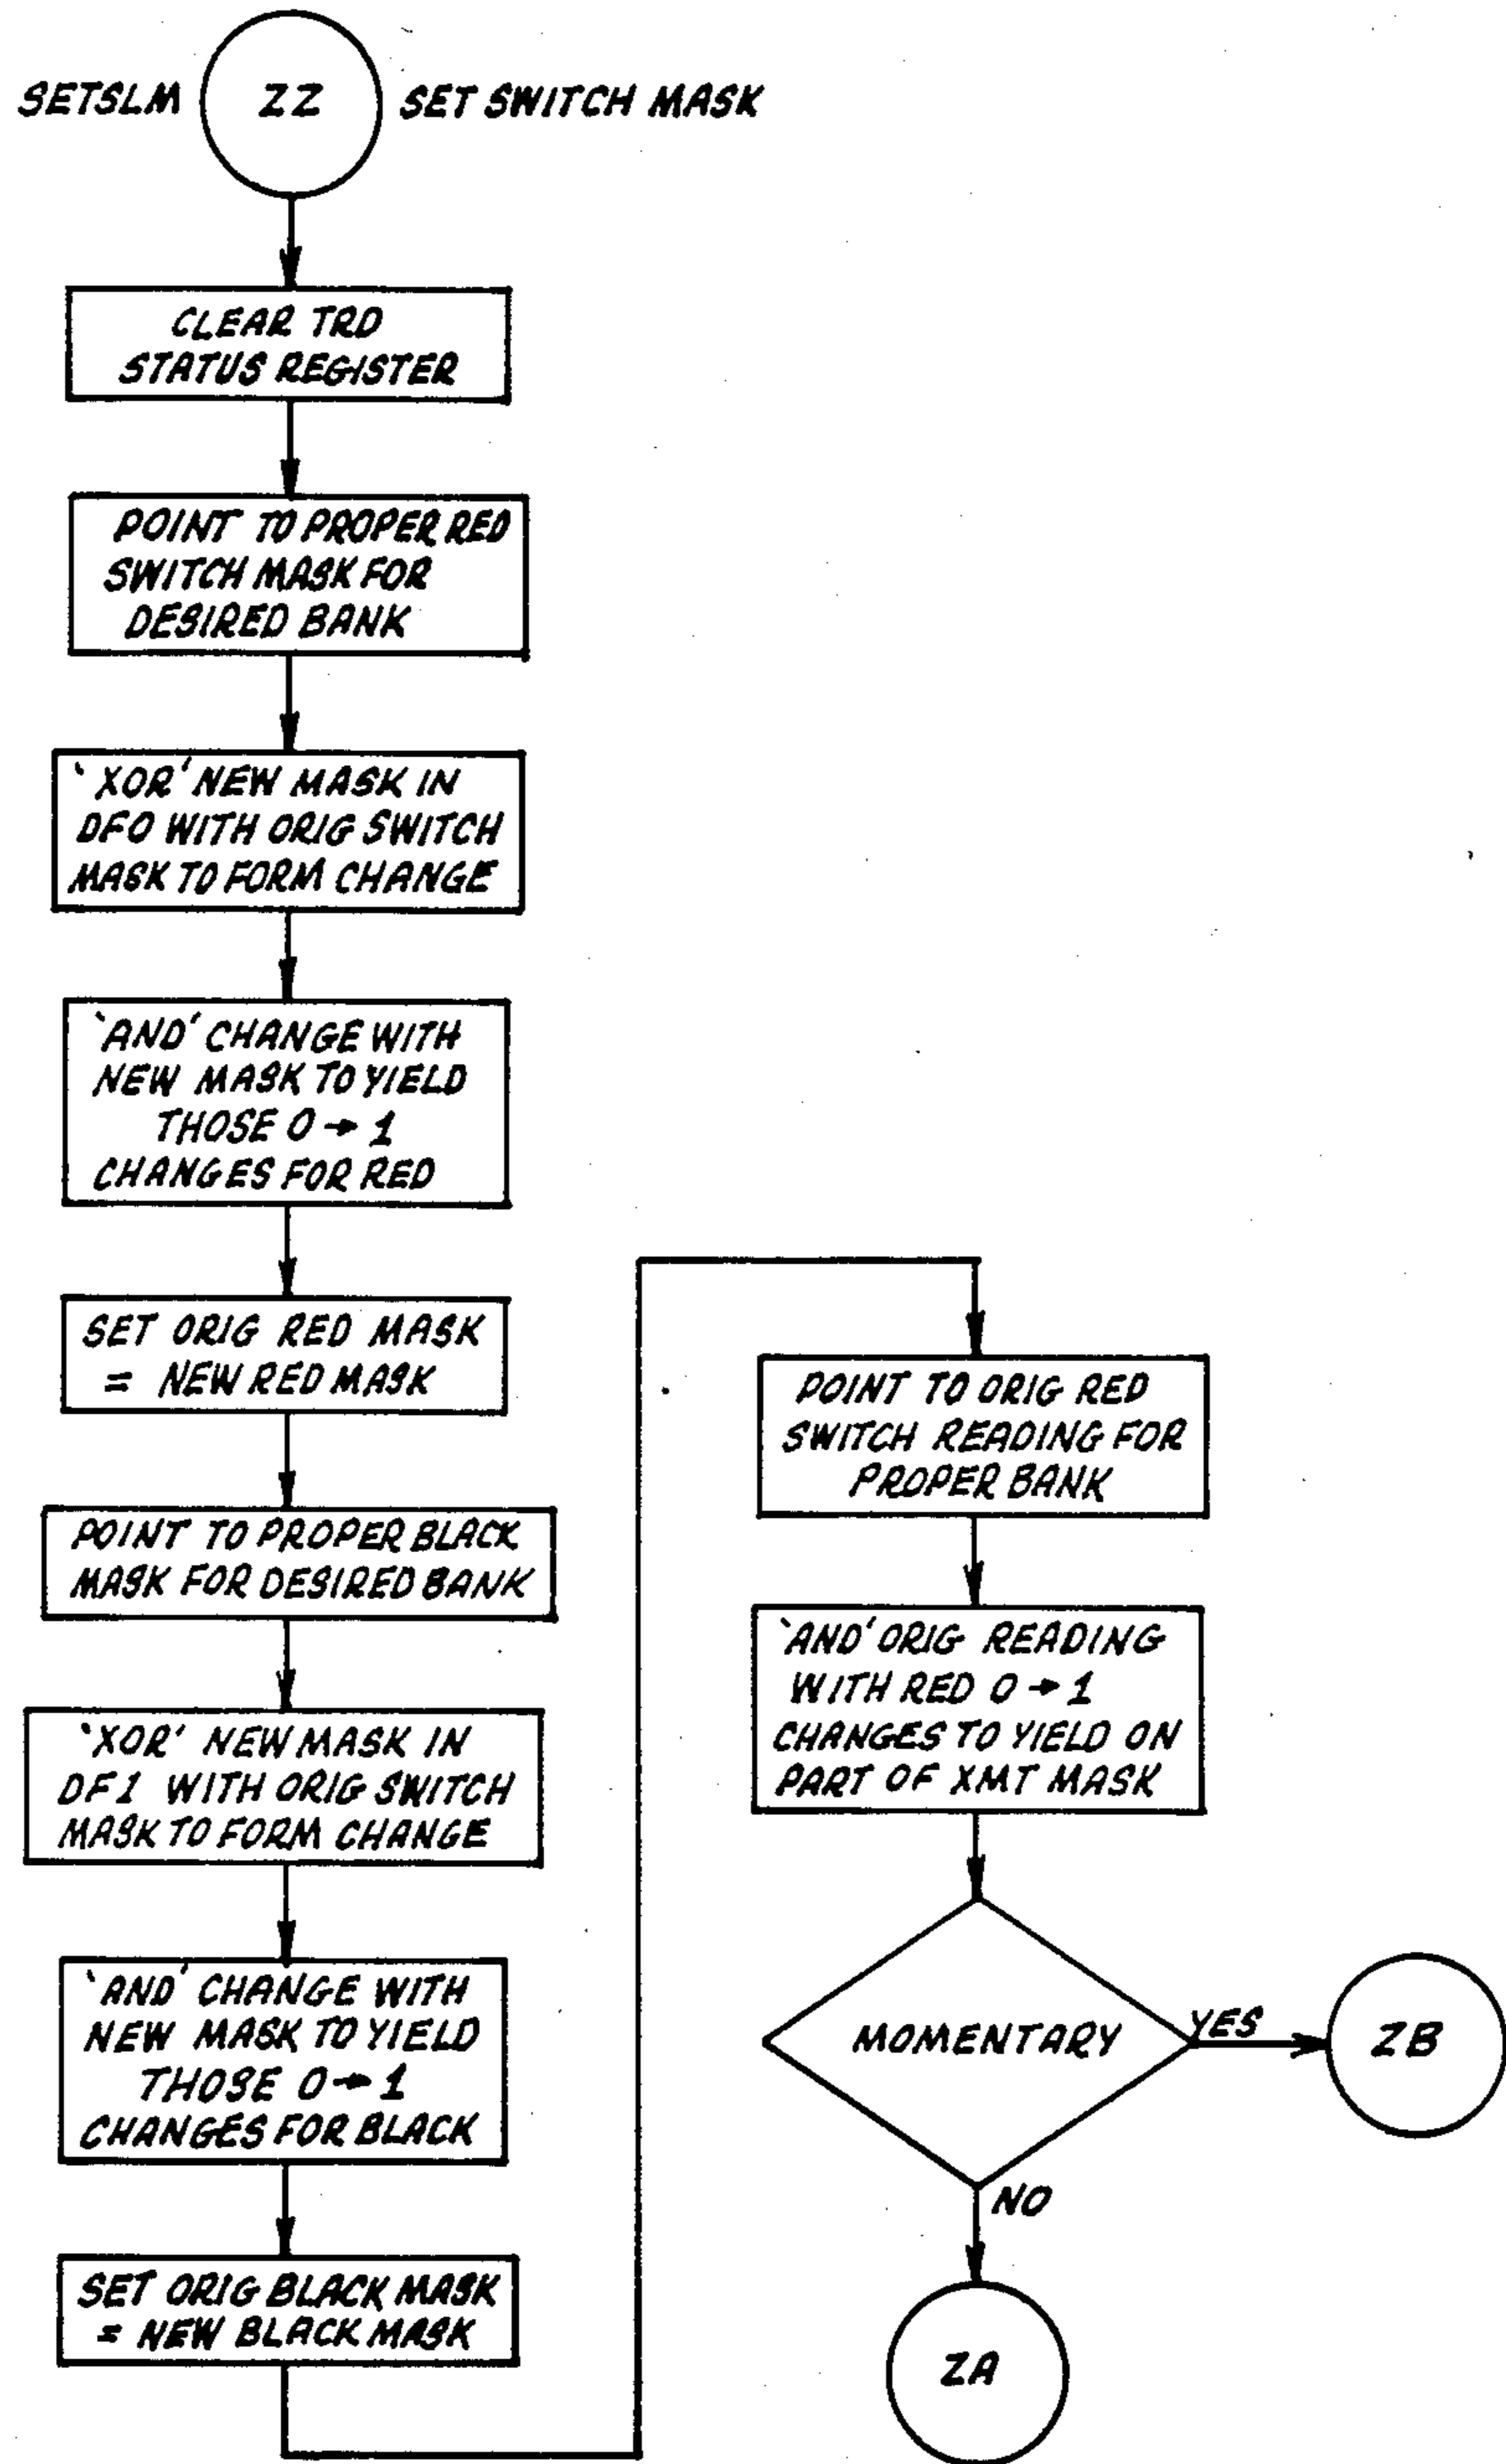 SETSLM ZZ SET SWITCH MASK
CLEAR TRD
STATUS REGISTER
POINT TO PROPER RED
SWITCH MASK FOR
DESIRED BANK
'XOR' NEW MASK IN
DF0 WITH ORIG SWITCH
MASK TO FORM CHANGE
'AND' CHANGE WITH
NEW MASK TO YIELD
THOSE 0 → 1
CHANGES FOR RED
SET ORIG RED MASK
= NEW RED MASK
POINT TO PROPER BLACK
MASK FOR DESIRED BANK
'XOR' NEW MASK IN
DF1 WITH ORIG SWITCH
MASK TO FORM CHANGE
'AND' CHANGE WITH
NEW MASK TO YIELD
THOSE 0 → 1
CHANGES FOR BLACK
SET ORIG BLACK MASK
= NEW BLACK MASK
POINT TO ORIG RED
SWITCH READING FOR
PROPER BANK
'AND' ORIG READING
WITH RED 0 → 1
CHANGES TO YIELD ON
PART OF XMT MASK
MOMENTARY
YES
ZB
NO
ZA